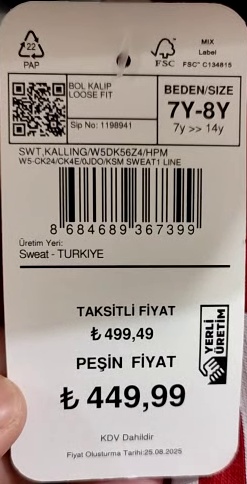 22
PAP
FSC
MIX
Label
FSC® C134815
BOL KALIP
LOOSE FIT
Sip No: 1198941
BEDEN/SIZE
7Y-8Y
7y >> 14y
SWT,KALLING/W5DK56Z4/HPM
W5-CK24/CK4E/OJDO/KSM SWEAT1 LINE
8 684689 367399
Üretim Yeri:
Sweat - TURKIYE
TAKSİTLİ FİYAT
₺ 499,49
PEŞİN FİYAT
₺ 449,99
YERLİ
ÜRETİM
KDV Dahildir
Fiyat Oluşturma Tarihi:25.08.2025